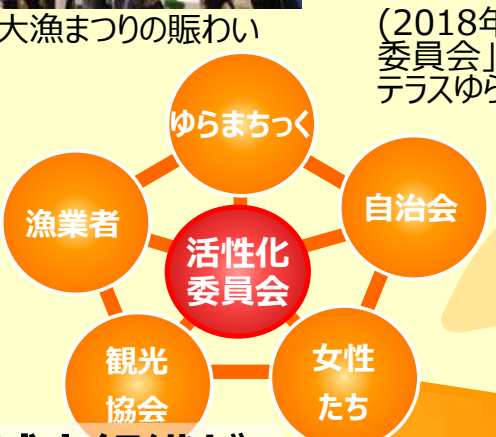 大漁まつりの賑わい
(2018年
委員会」
テラスゆら
ゆらまちっく
漁業者
自治会
活性化
委員会
観光
協会
女性
たち